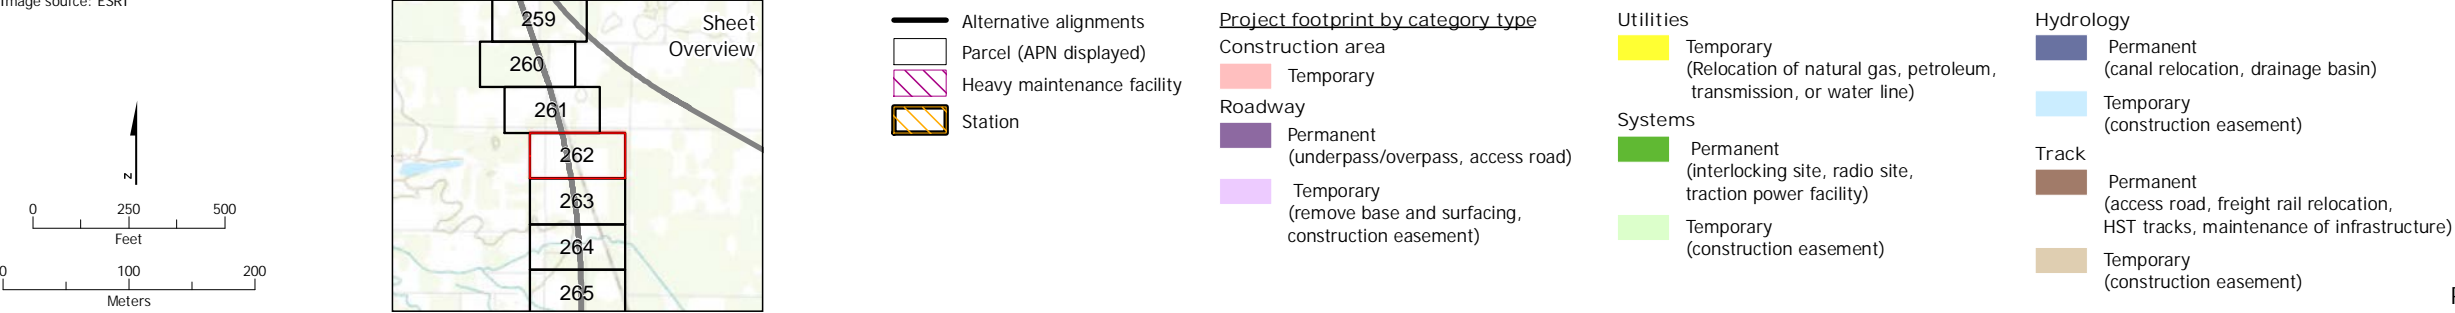 Image source: ESRI
N
0 250 500
Feet
0 100 200
Meters
Sheet
Overview
259
260
261
262
263
264
265
Alternative alignments
Parcel (APN displayed)
Heavy maintenance facility
Station
Project footprint by category type
Construction area
Temporary
Roadway
Permanent
(underpass/overpass, access road)
Temporary
(remove base and surfacing,
construction easement)
Utilities
Temporary
(Relocation of natural gas, petroleum,
transmission, or water line)
Systems
Permanent
(interlocking site, radio site,
traction power facility)
Temporary
(construction easement)
Hydrology
Permanent
(canal relocation, drainage basin)
Temporary
(construction easement)
Track
Permanent
(access road, freight rail relocation,
HST tracks, maintenance of infrastructure)
Temporary
(construction easement)